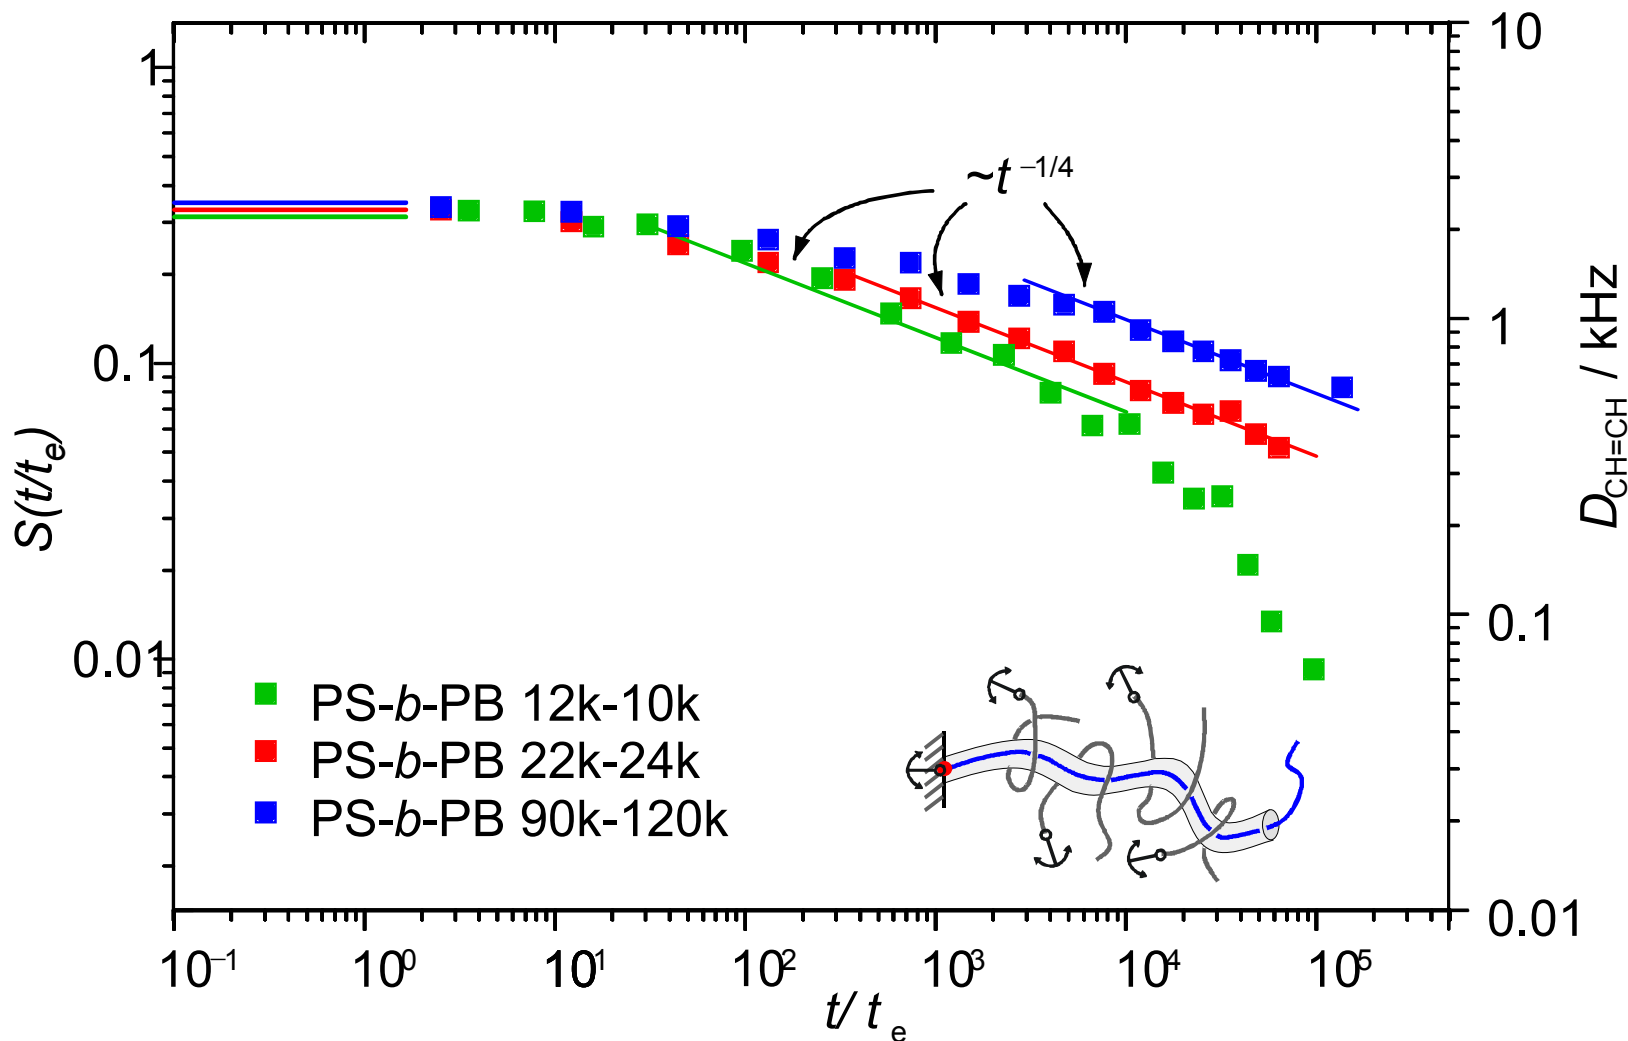 1
0.1
0.01
S(t/tₑ)
10
1
0.1
0.01
D_CH=CH / kHz
~t ⁻¹/⁴
PS-b-PB 12k-10k
PS-b-PB 22k-24k
PS-b-PB 90k-120k
10⁻¹ 10⁰ 10¹ 10² 10³ 10⁴ 10⁵
t/ tₑ